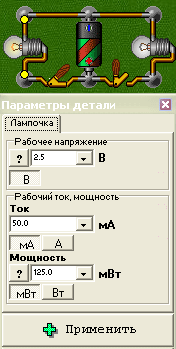 Параметры детали
Лампочка
Рабочее напряжение
? 2.5 В
В
Рабочий ток, мощность
Ток
50.0 мА
мА А
Мощность
? 125.0 мВт
мВт Вт
Применить